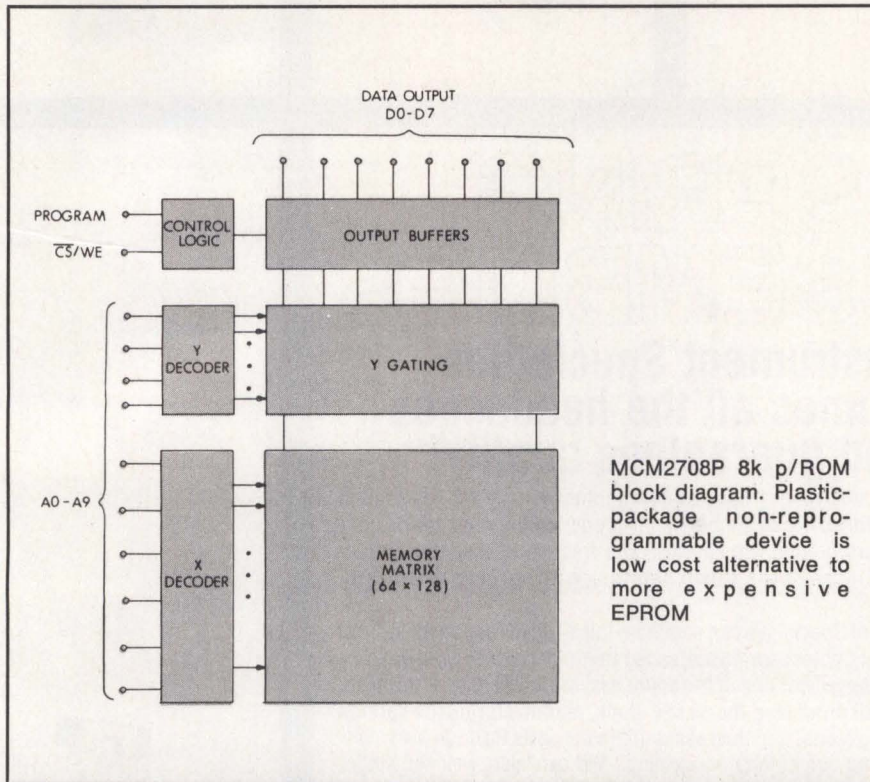 DATA OUTPUT
D0-D7
PROGRAM
C̅S̅/WE
CONTROL
LOGIC
OUTPUT BUFFERS
Y
DECODER
Y GATING
A0-A9
X
DECODER
MEMORY
MATRIX
(64 × 128)
MCM2708P 8k p/ROM
block diagram. Plastic-
package non-repro-
grammable device is
low cost alternative to
more expensive
EPROM